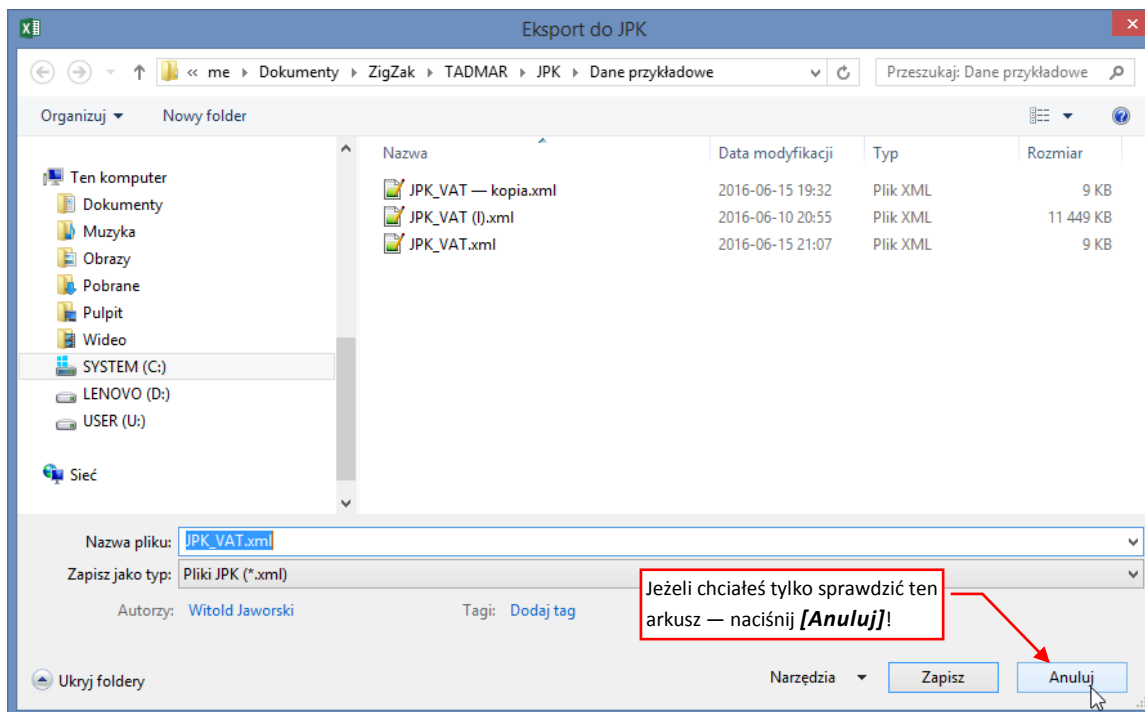 Eksport do JPK
« me Dokumenty ZigZak TADMAR JPK Dane przykładowe
Przeszukaj: Dane przykładowe
Organizuj Nowy folder
Nazwa Data modyfikacji Typ Rozmiar
Ten komputer
Dokumenty
Muzyka
Obrazy
Pobrane
Pulpit
Wideo
SYSTEM (C:)
LENOVO (D:)
USER (U:)
Sieć
JPK_VAT — kopia.xml 2016-06-15 19:32 Plik XML 9 KB
JPK_VAT (I).xml 2016-06-10 20:55 Plik XML 11 449 KB
JPK_VAT.xml 2016-06-15 21:07 Plik XML 9 KB
Nazwa pliku: JPK_VAT.xml
Zapisz jako typ: Pliki JPK (*.xml)
Autorzy: Witold Jaworski Tagi: Dodaj tag
Jeżeli chciałeś tylko sprawdzić ten
arkusz — naciśnij [Anuluj]!
Ukryj foldery Narzędzia Zapisz Anuluj